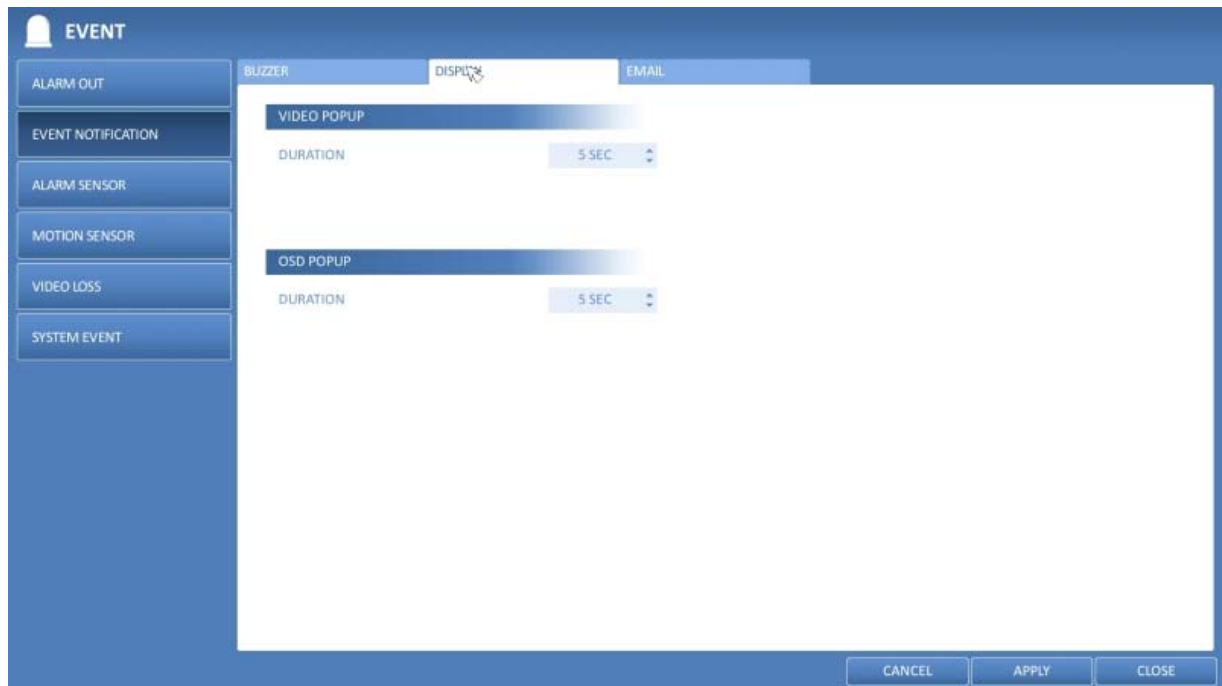 EVENT
ALARM OUT
EVENT NOTIFICATION
ALARM SENSOR
MOTION SENSOR
VIDEO LOSS
SYSTEM EVENT
BUZZER DISPLAY EMAIL
VIDEO POPUP
DURATION 5 SEC
OSD POPUP
DURATION 5 SEC
CANCEL APPLY CLOSE